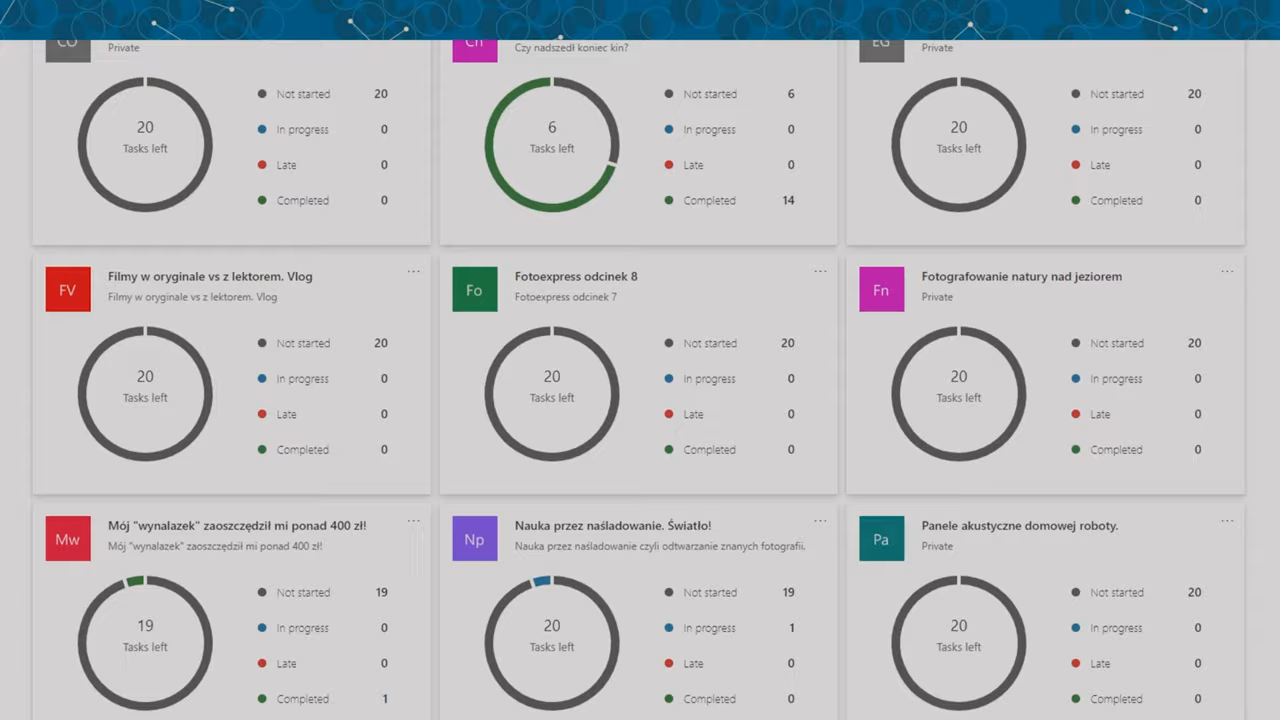 CO
Private
20
Tasks left
Not started 20
In progress 0
Late 0
Completed 0
Cn
Czy nadszedł koniec kin?
6
Tasks left
Not started 6
In progress 0
Late 0
Completed 14
EG
Private
20
Tasks left
Not started 20
In progress 0
Late 0
Completed 0
FV
Filmy w oryginale vs z lektorem. Vlog
Filmy w oryginale vs z lektorem. Vlog
20
Tasks left
Not started 20
In progress 0
Late 0
Completed 0
Fo
Fotoexpress odcinek 8
Fotoexpress odcinek 7
20
Tasks left
Not started 20
In progress 0
Late 0
Completed 0
Fn
Fotografowanie natury nad jeziorem
Private
20
Tasks left
Not started 20
In progress 0
Late 0
Completed 0
Mw
Mój "wynalazek" zaoszczędził mi ponad 400 zł!
Mój "wynalazek" zaoszczędził mi ponad 400 zł!
19
Tasks left
Not started 19
In progress 0
Late 0
Completed 1
Np
Nauka przez naśladowanie. Światło!
Nauka przez naśladowanie czyli odtwarzanie znanych fotografii.
20
Tasks left
Not started 19
In progress 1
Late 0
Completed 0
Pa
Panele akustyczne domowej roboty.
Private
20
Tasks left
Not started 20
In progress 0
Late 0
Completed 0